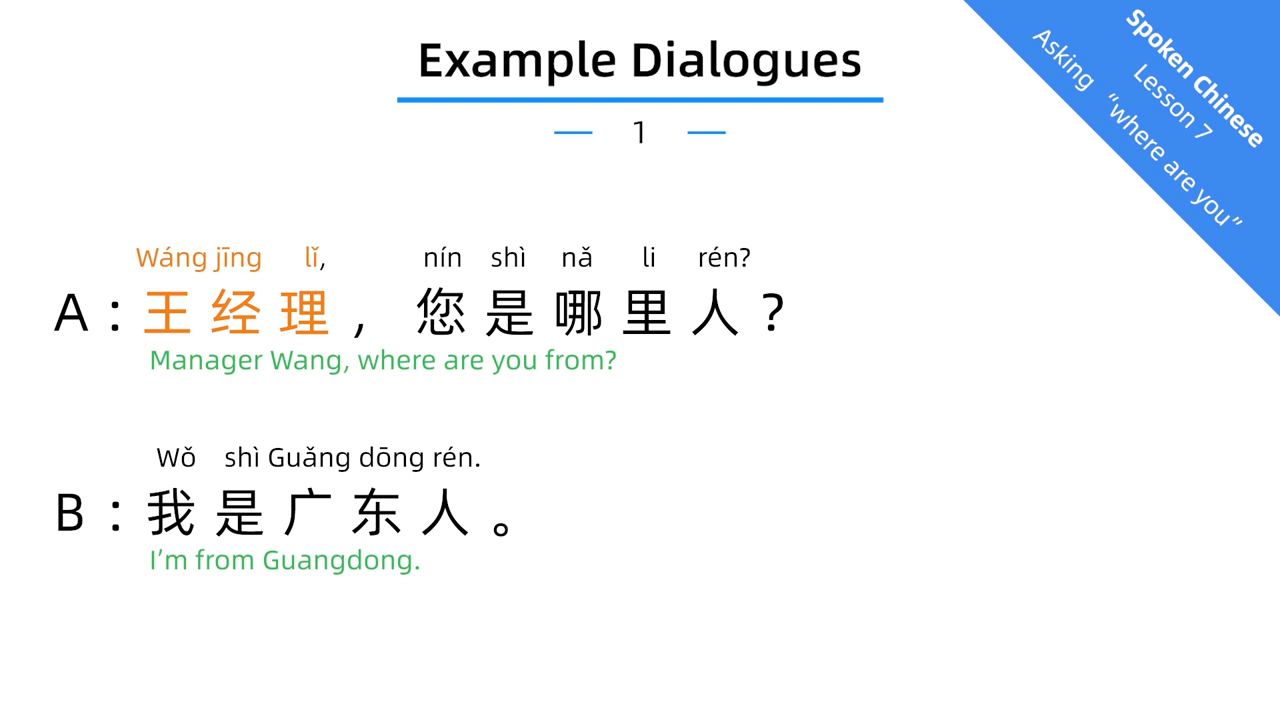 Example Dialogues
1
Spoken Chinese
Lesson 7
Asking “where are you”
Wáng jīng lǐ, nín shì nǎ li rén?
A：王经理，您是哪里人？
Manager Wang, where are you from?
Wǒ shì Guǎng dōng rén.
B：我是广东人。
I’m from Guangdong.